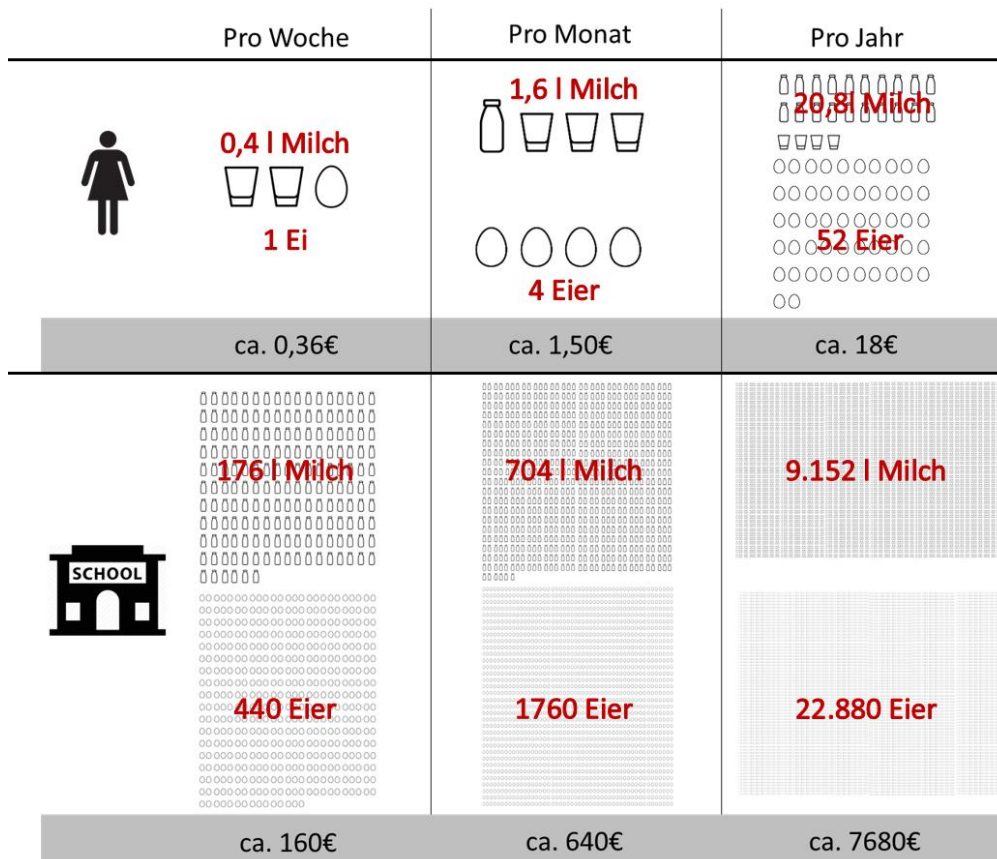 Pro Woche
Pro Monat
Pro Jahr
0,4 l Milch
1 Ei
1,6 l Milch
4 Eier
20,8l Milch
52 Eier
ca. 0,36€
ca. 1,50€
ca. 18€
SCHOOL
176 l Milch
704 l Milch
9.152 l Milch
440 Eier
1760 Eier
22.880 Eier
ca. 160€
ca. 640€
ca. 7680€